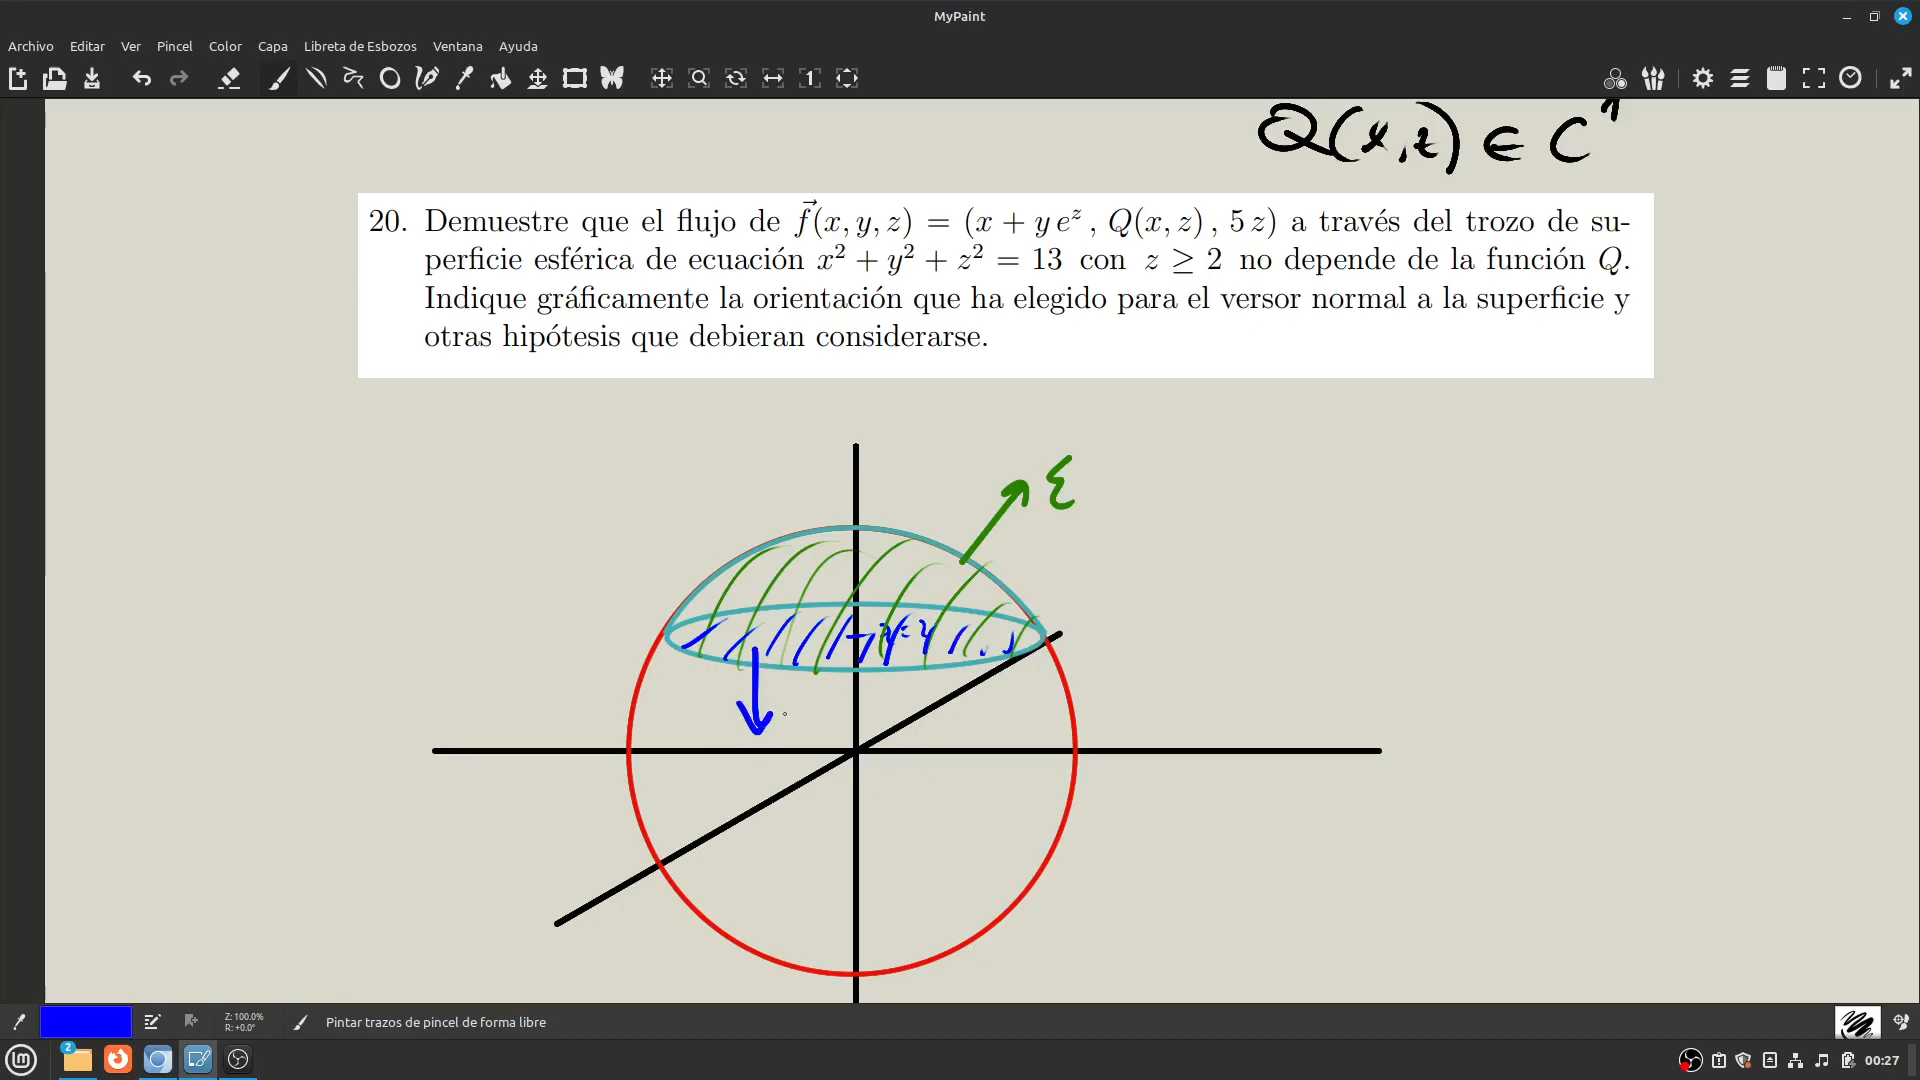 MyPaint
Archivo Editar Ver Pincel Color Capa Libreta de Esbozos Ventana Ayuda
Q(x,z) ∈ C¹
20. Demuestre que el flujo de f⃗(x, y, z) = (x + y e^z , Q(x, z) , 5 z) a través del trozo de su-
perficie esférica de ecuación x² + y² + z² = 13 con z ≥ 2 no depende de la función Q.
Indique gráficamente la orientación que ha elegido para el versor normal a la superficie y
otras hipótesis que debieran considerarse.
Σ
Z: 100.0%
R: +0.0°
Pintar trazos de pincel de forma libre
2
00:27